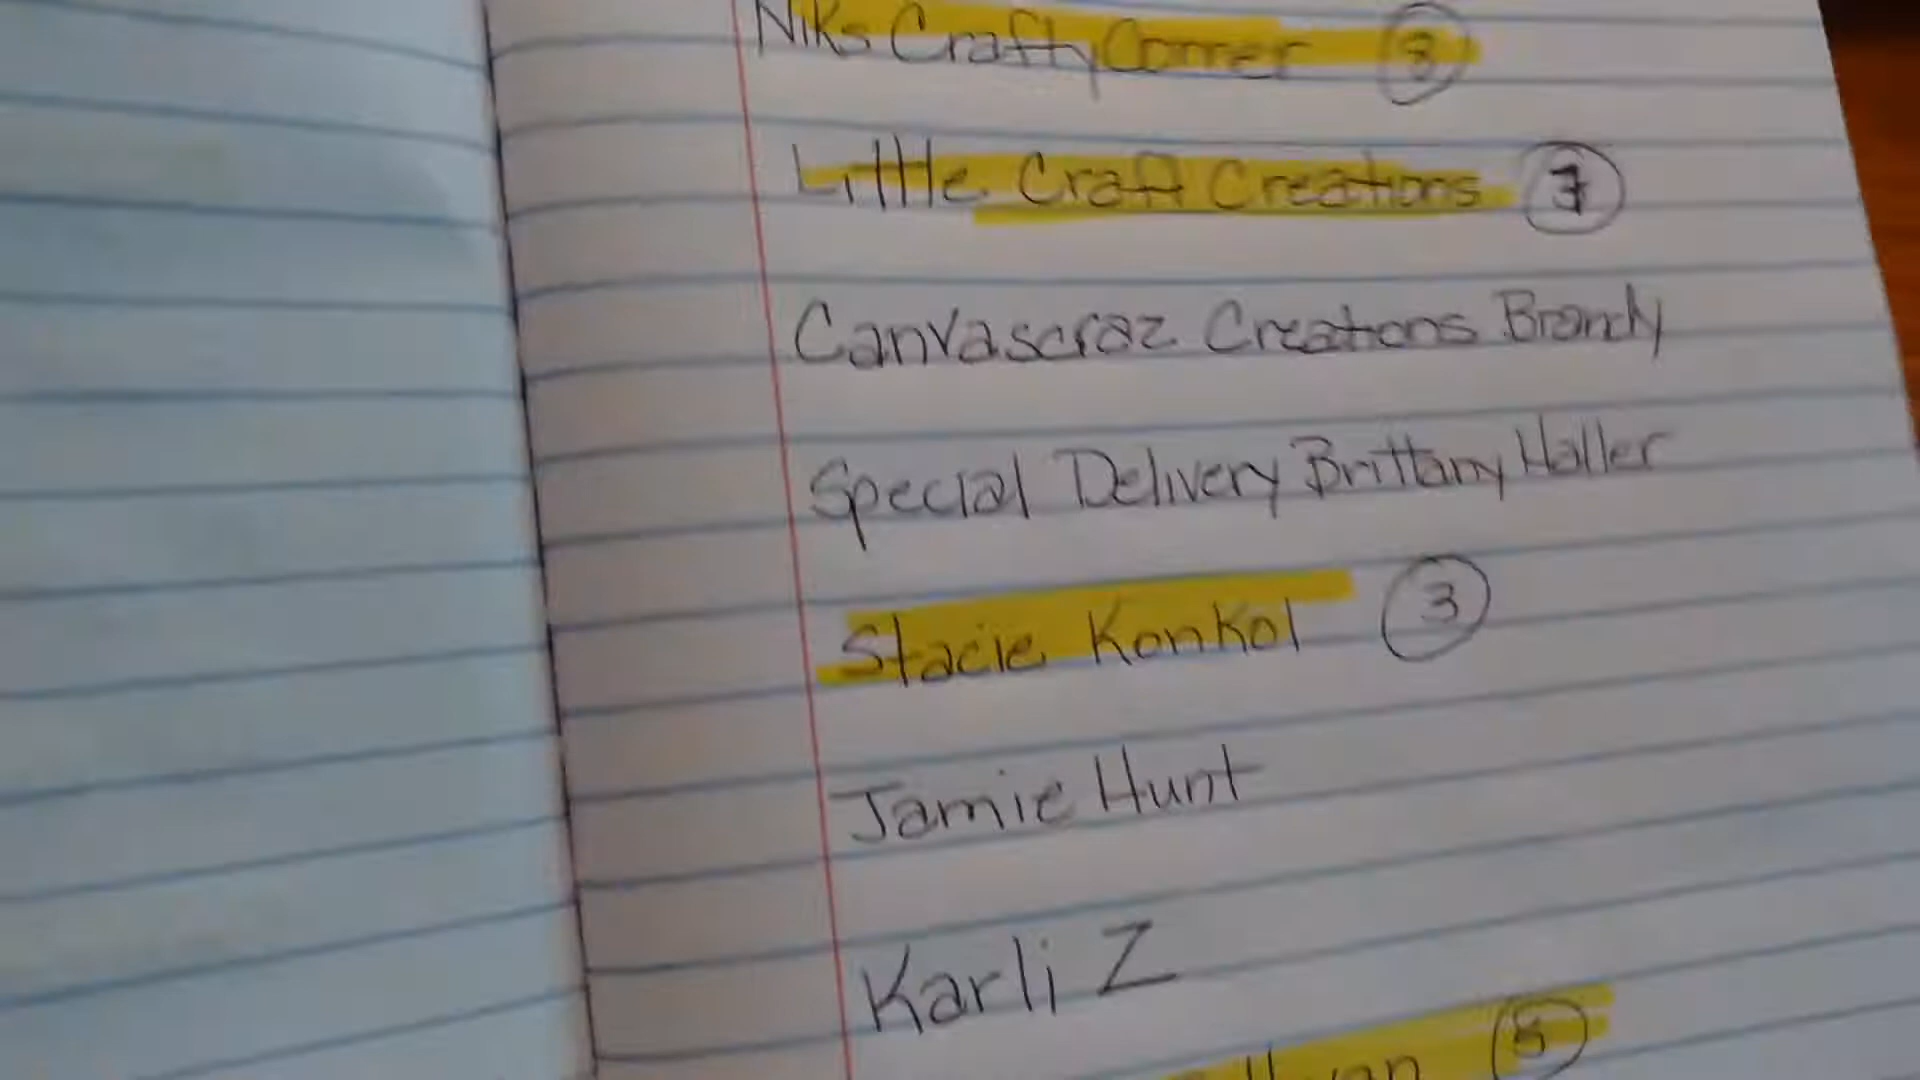 Niks Crafty Corner 3
Little Craft Creations 7
Canvascraz Creations Brandy
Special Delivery Brittany Haller
Stacie Konkol 3
Jamie Hunt
Karli Z